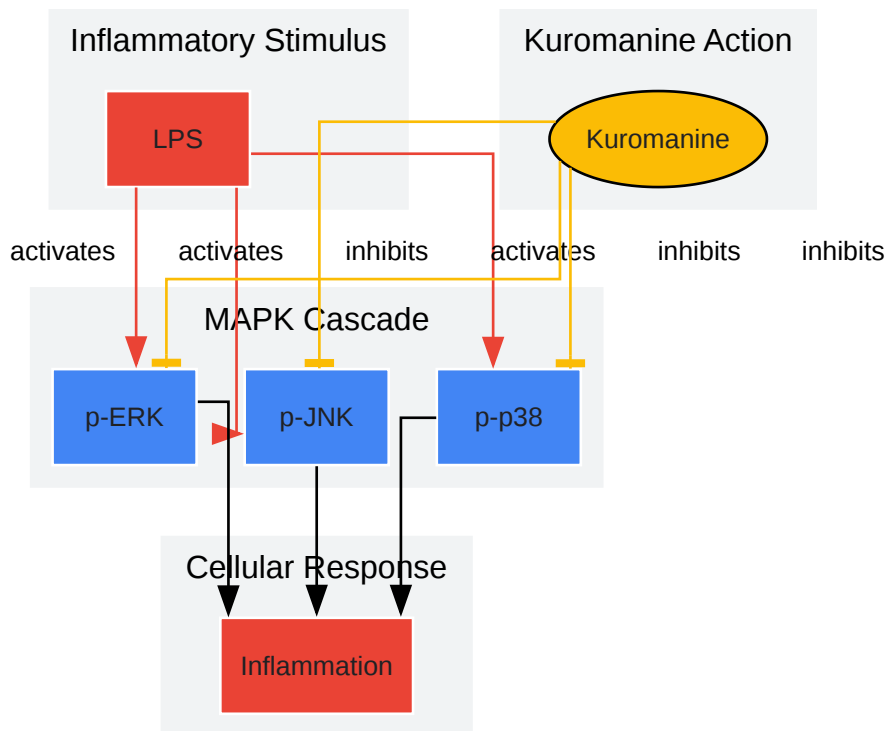 Inflammatory Stimulus
Kuromanine Action
LPS
Kuromanine
activates
activates
inhibits
activates
inhibits
inhibits
MAPK Cascade
p-ERK
p-JNK
p-p38
Cellular Response
Inflammation